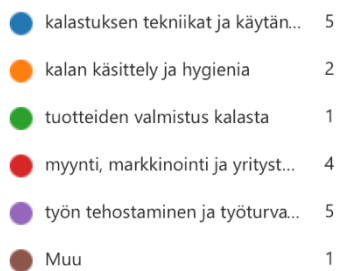 kalastuksen tekniikat ja käytän... 5
kalan käsittely ja hygienia 2
tuotteiden valmistus kalasta 1
myynti, markkinointi ja yrityst... 4
työn tehostaminen ja työturva... 5
Muu 1